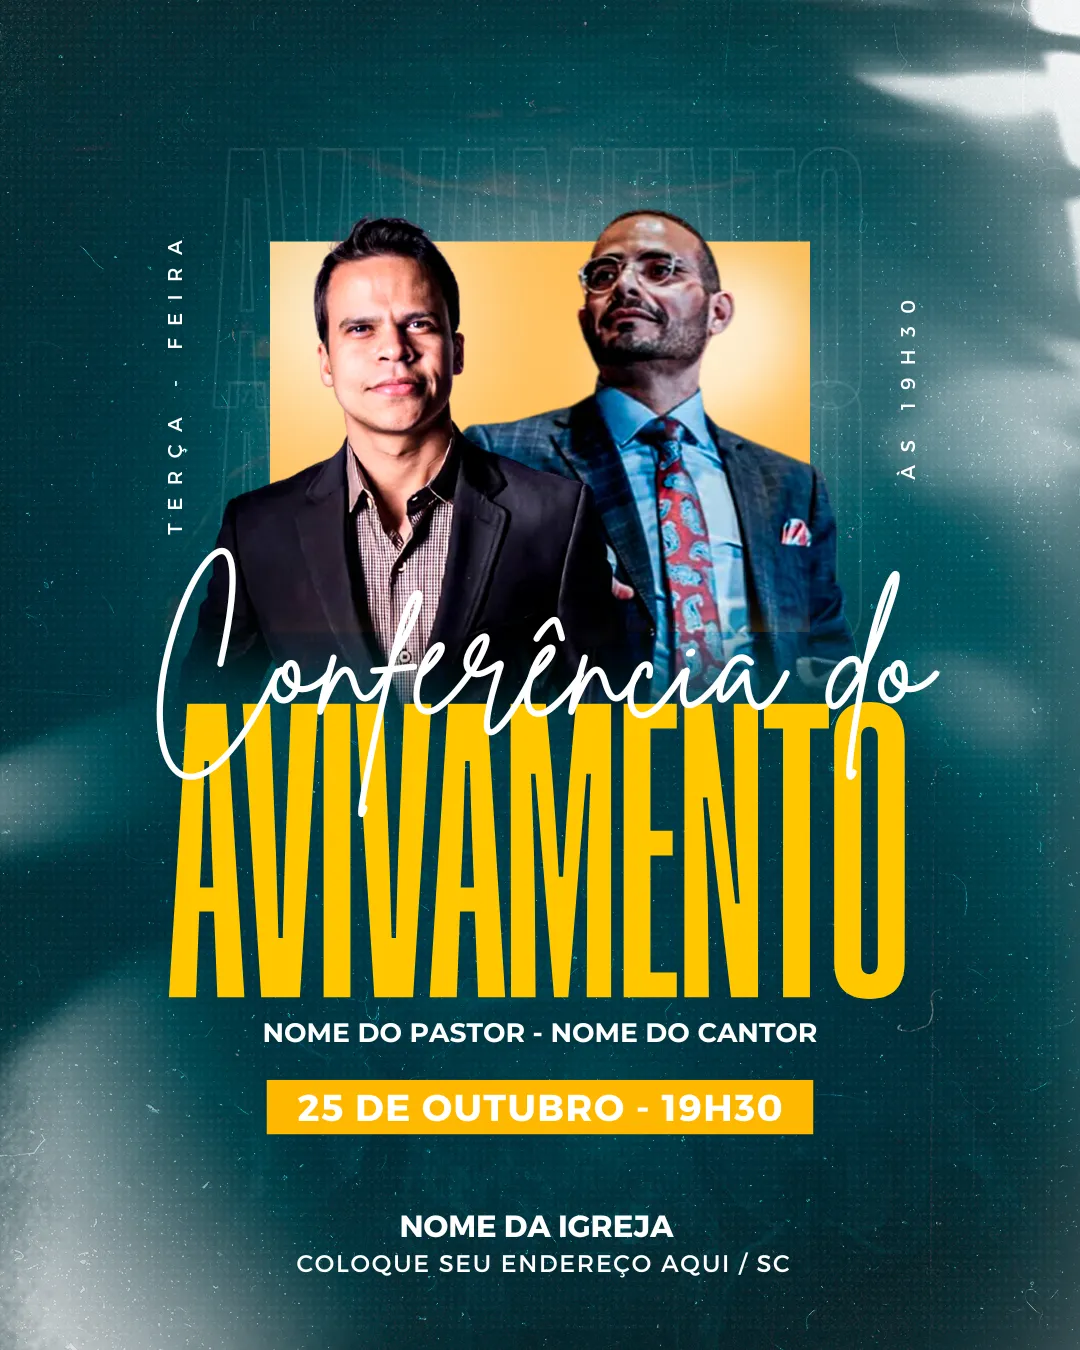 AVIVAMENTO
TERÇA - FEIRA
ÀS 19H30
Conferência do
AVIVAMENTO
NOME DO PASTOR - NOME DO CANTOR
25 DE OUTUBRO - 19H30
NOME DA IGREJA
COLOQUE SEU ENDEREÇO AQUI / SC